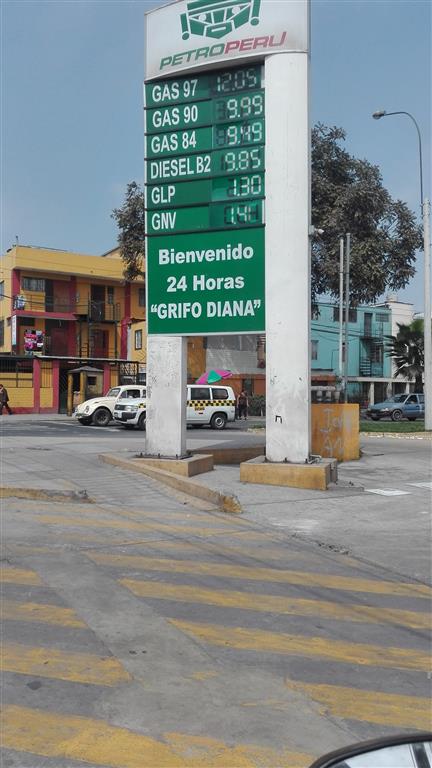 PETROPERU
GAS 97 12.05
GAS 90 9.99
GAS 84 9.49
DIESEL B2 9.85
GLP 1.30
GNV 1.41
Bienvenido
24 Horas
"GRIFO DIANA"